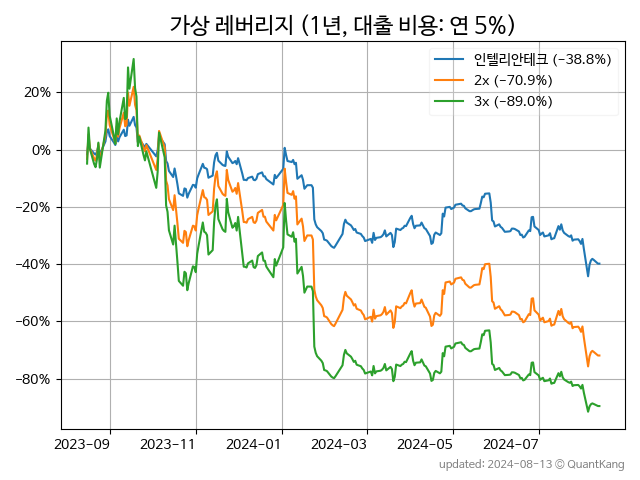 가상 레버리지 (1년, 대출 비용: 연 5%)
인텔리안테크 (−38.8%)
2x (−70.9%)
3x (−89.0%)
20%
0%
−20%
−40%
−60%
−80%
2023-09 2023-11 2024-01 2024-03 2024-05 2024-07
updated: 2024-08-13 © QuantKang